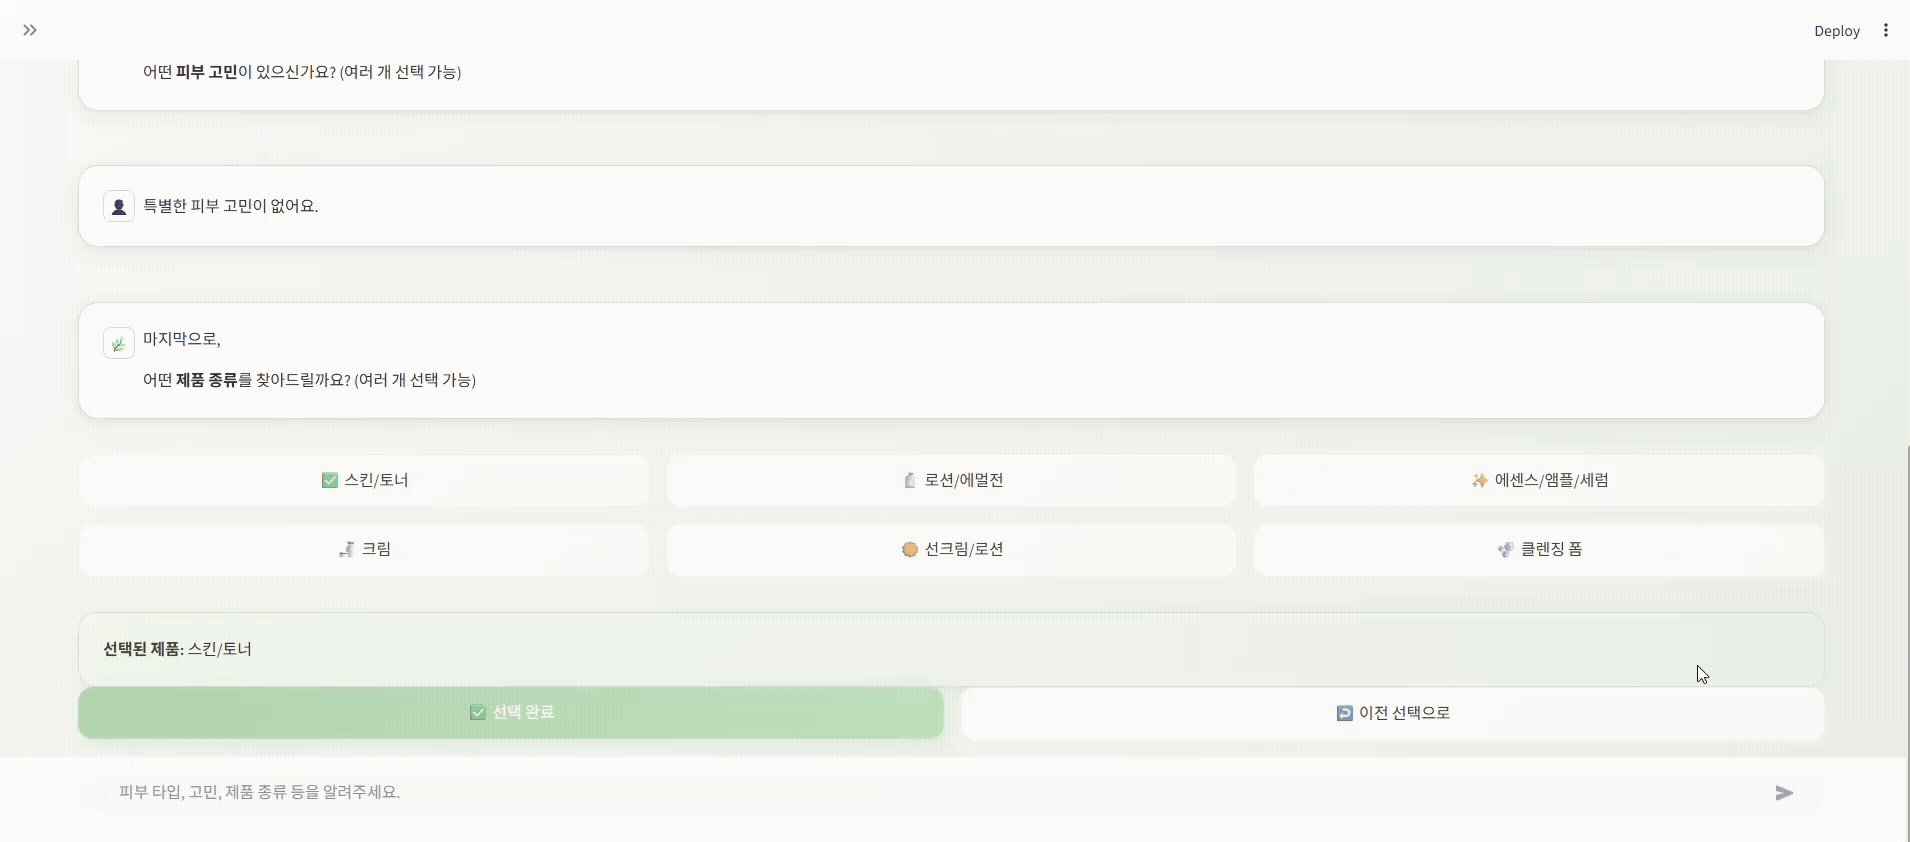 Deploy
어떤 피부 고민이 있으신가요? (여러 개 선택 가능)
특별한 피부 고민이 없어요.
마지막으로,
어떤 제품 종류를 찾아드릴까요? (여러 개 선택 가능)
스킨/토너
로션/에멀전
에센스/앰플/세럼
크림
선크림/로션
클렌징 폼
선택된 제품: 스킨/토너
선택 완료
이전 선택으로
피부 타입, 고민, 제품 종류 등을 알려주세요.